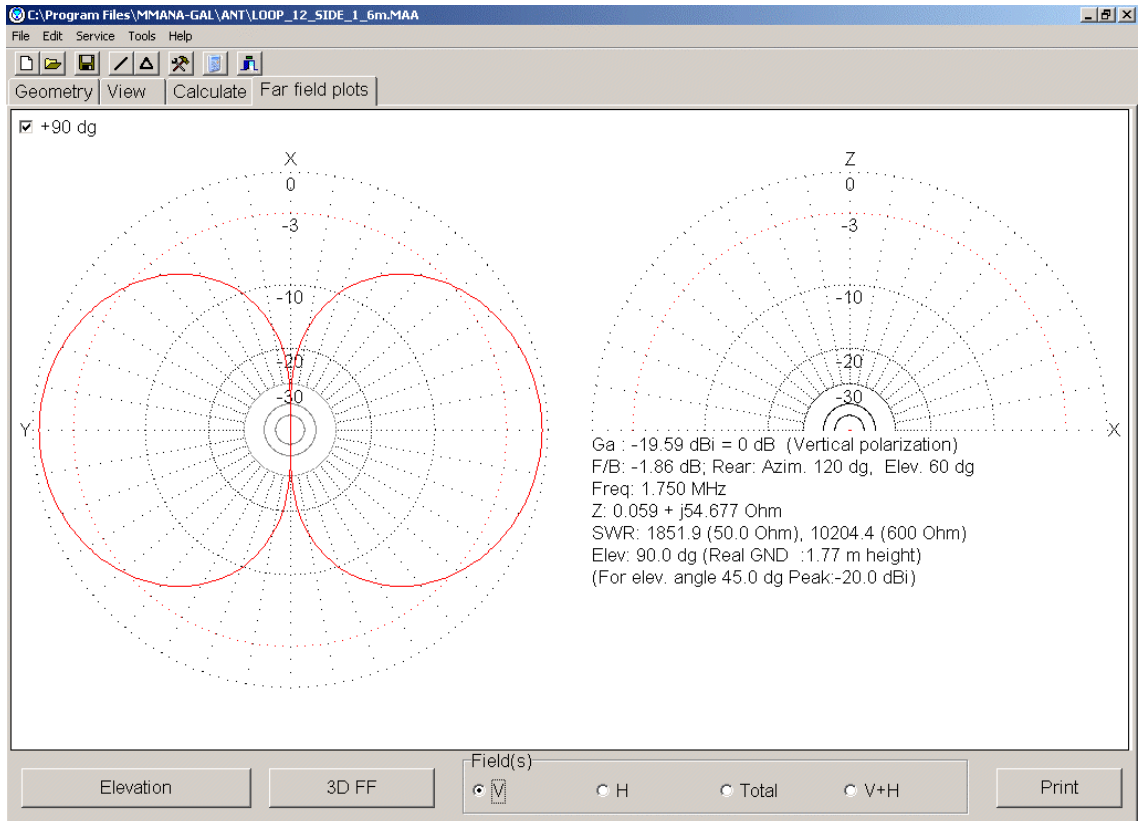 C:\Program Files\MMANA-GAL\ANT\LOOP_12_SIDE_1_6m.MAA
File Edit Service Tools Help
Geometry View Calculate Far field plots
+90 dg
X
0
-3
-10
-20
-30
Y
Z
0
-3
-10
-20
-30
X
Ga : -19.59 dBi = 0 dB (Vertical polarization)
F/B: -1.86 dB; Rear: Azim. 120 dg, Elev. 60 dg
Freq: 1.750 MHz
Z: 0.059 + j54.677 Ohm
SWR: 1851.9 (50.0 Ohm), 10204.4 (600 Ohm)
Elev: 90.0 dg (Real GND :1.77 m height)
(For elev. angle 45.0 dg Peak:-20.0 dBi)
Field(s)
Elevation 3D FF V H Total V+H Print